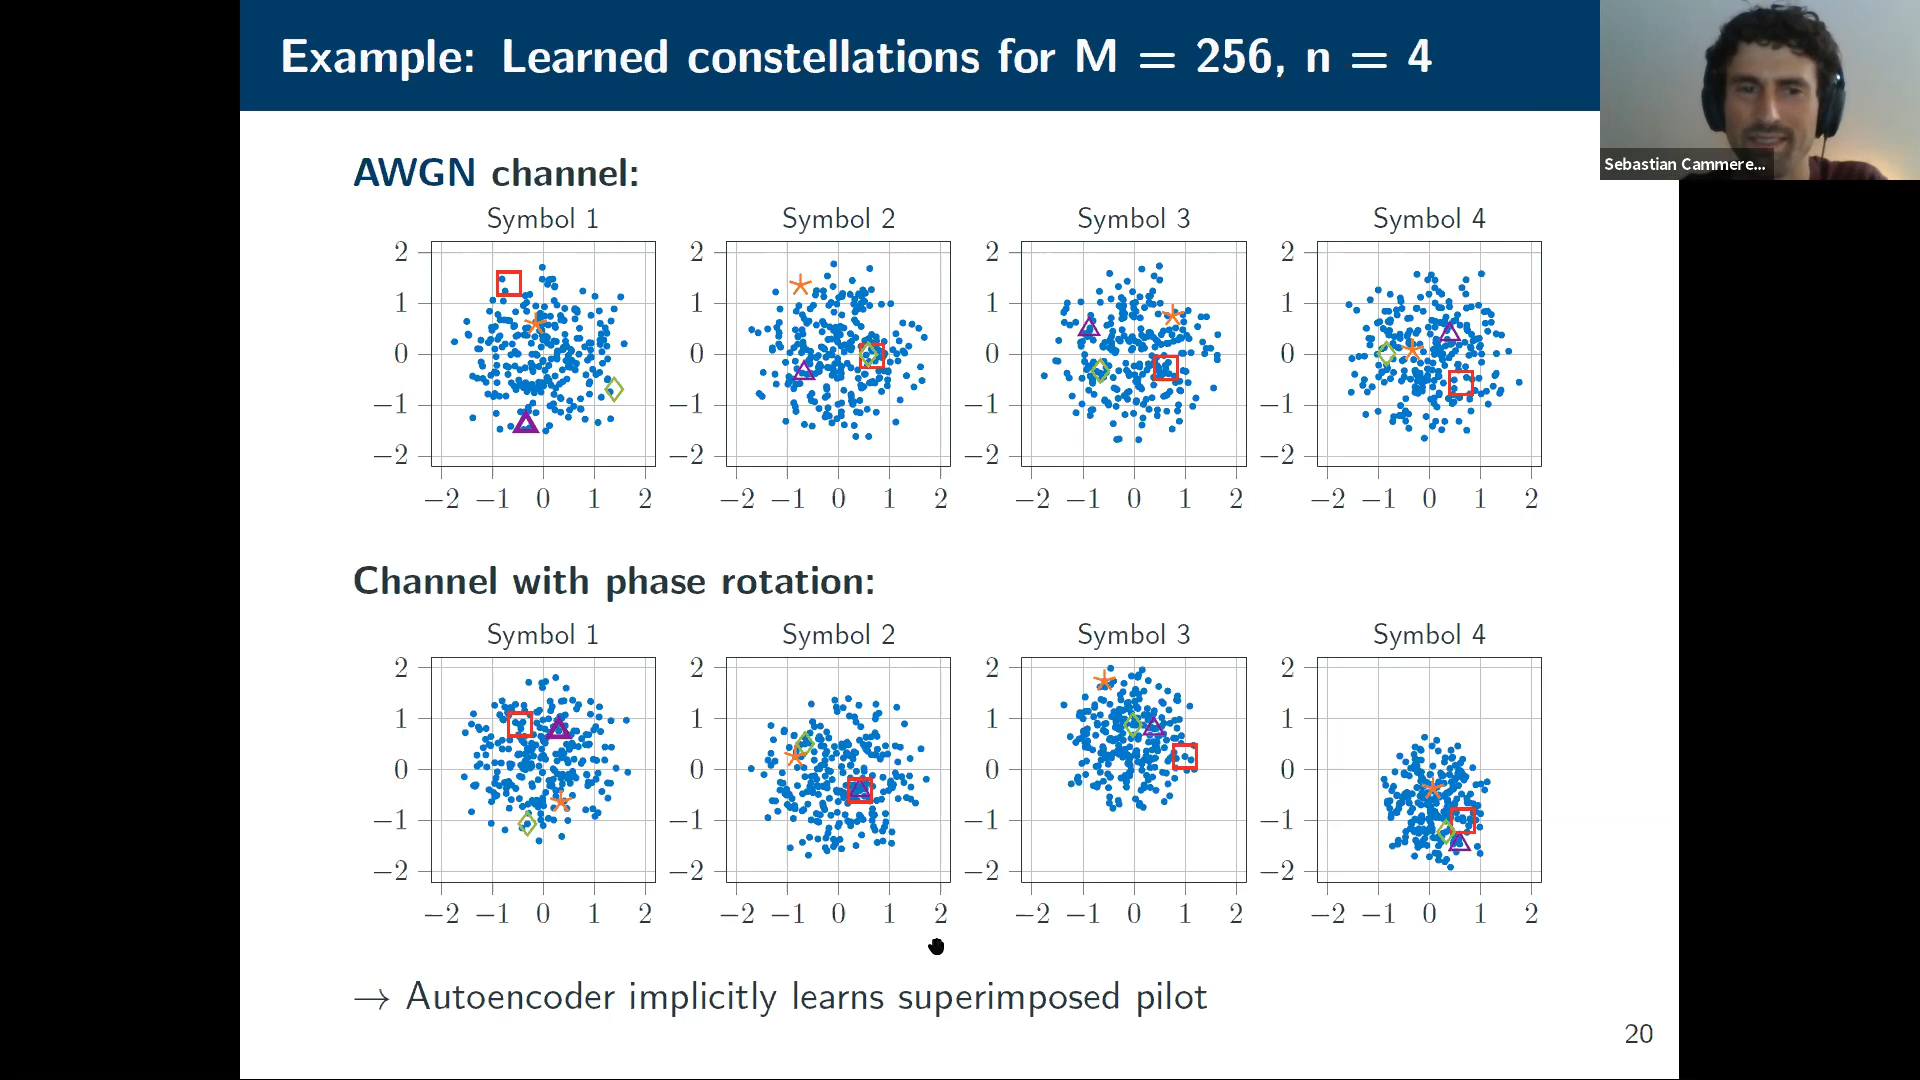 Example: Learned constellations for M = 256, n = 4
Sebastian Cammere...
AWGN channel:
Symbol 1 Symbol 2 Symbol 3 Symbol 4
2 2 2 2
1 1 1 1
0 0 0 0
−1 −1 −1 −1
−2 −2 −2 −2
−2 −1 0 1 2 −2 −1 0 1 2 −2 −1 0 1 2 −2 −1 0 1 2
Channel with phase rotation:
Symbol 1 Symbol 2 Symbol 3 Symbol 4
2 2 2 2
1 1 1 1
0 0 0 0
−1 −1 −1 −1
−2 −2 −2 −2
−2 −1 0 1 2 −2 −1 0 1 2 −2 −1 0 1 2 −2 −1 0 1 2
→ Autoencoder implicitly learns superimposed pilot
20